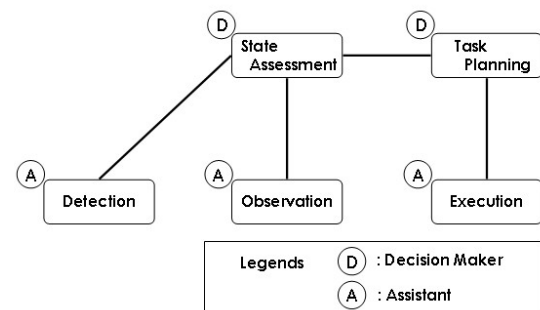 D
State
Assessment
D
Task
Planning
A
Detection
A
Observation
A
Execution
Legends
D : Decision Maker
A : Assistant